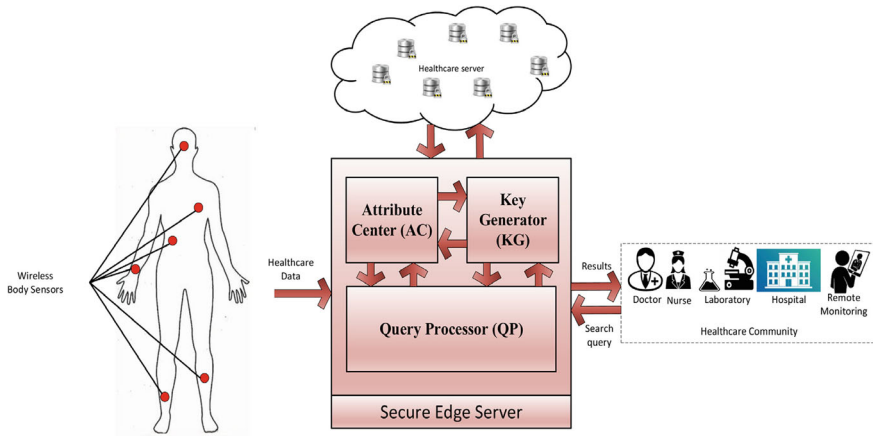 Healthcare server
Wireless
Body Sensors
Healthcare
Data
Attribute
Center (AC)
Key
Generator
(KG)
Query Processor (QP)
Secure Edge Server
Results
Search
query
Doctor
Nurse
Laboratory
Hospital
Remote
Monitoring
Healthcare Community